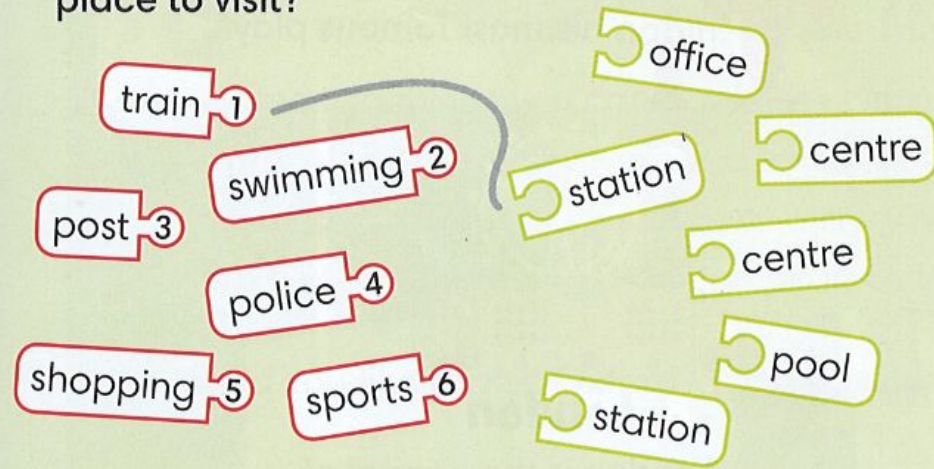 place to visit?
train 1
swimming 2
post 3
police 4
shopping 5
sports 6
office
station
centre
centre
pool
station